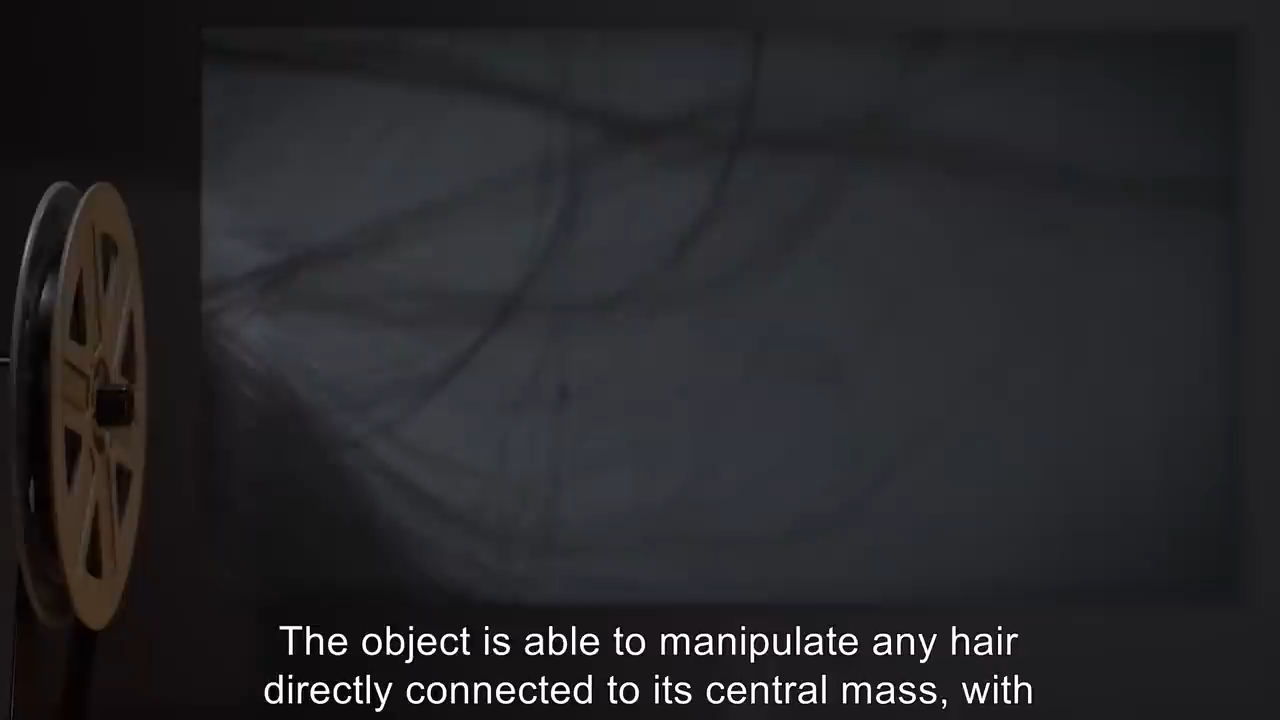 The object is able to manipulate any hair
directly connected to its central mass, with